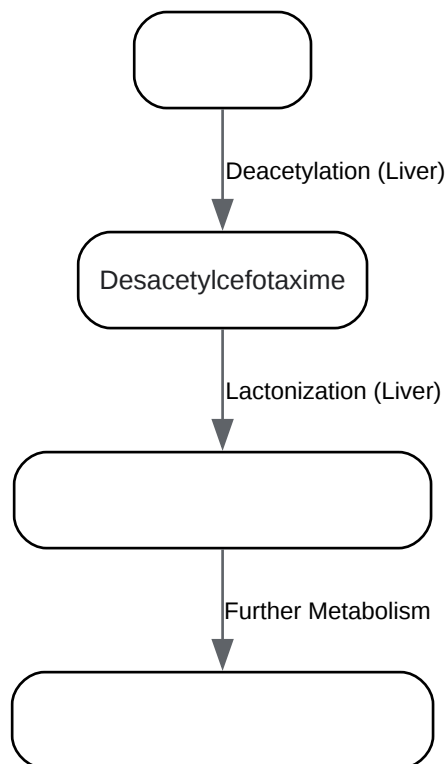 Deacetylation (Liver)
Desacetylcefotaxime
Lactonization (Liver)
Further Metabolism